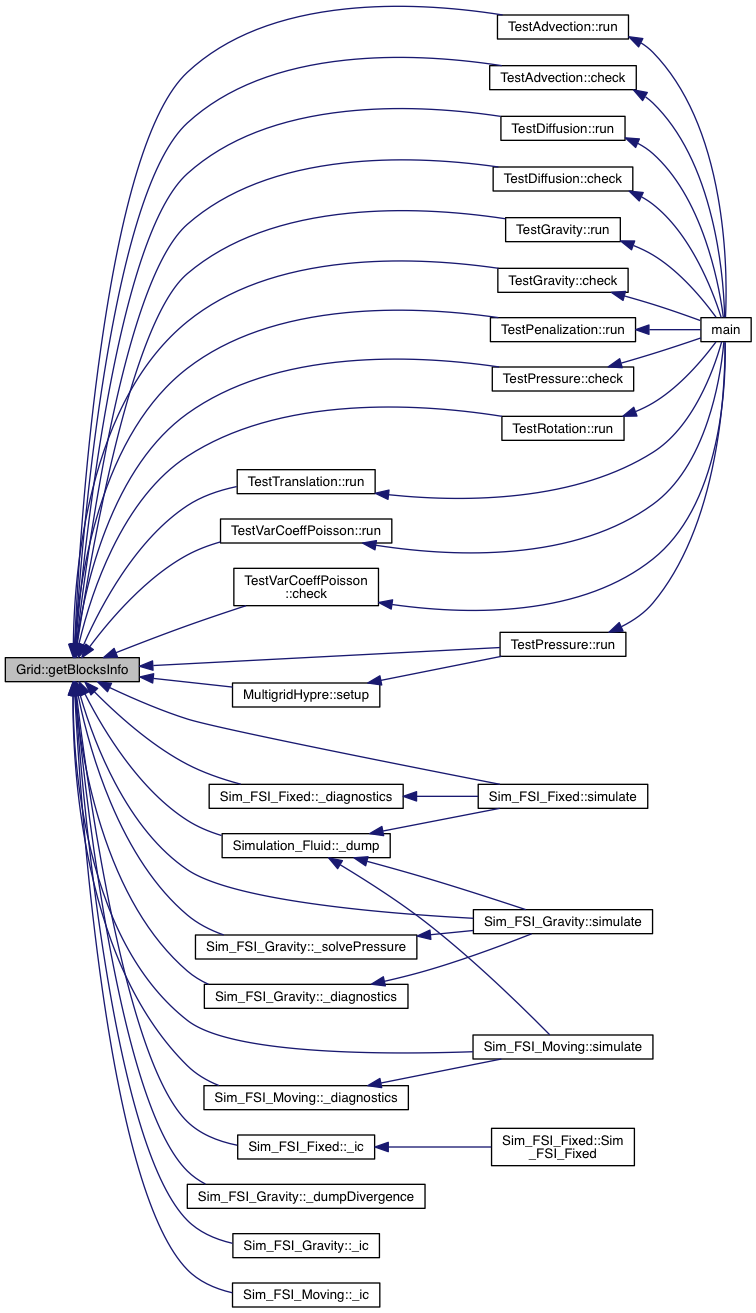 TestAdvection::run
TestAdvection::check
TestDiffusion::run
TestDiffusion::check
TestGravity::run
TestGravity::check
TestPenalization::run
main
TestPressure::check
TestRotation::run
TestTranslation::run
TestVarCoeffPoisson::run
TestVarCoeffPoisson
::check
TestPressure::run
Grid::getBlocksInfo
MultigridHypre::setup
Sim_FSI_Fixed::_diagnostics
Sim_FSI_Fixed::simulate
Simulation_Fluid::_dump
Sim_FSI_Gravity::simulate
Sim_FSI_Gravity::_solvePressure
Sim_FSI_Gravity::_diagnostics
Sim_FSI_Moving::simulate
Sim_FSI_Moving::_diagnostics
Sim_FSI_Fixed::_ic
Sim_FSI_Fixed::Sim
_FSI_Fixed
Sim_FSI_Gravity::_dumpDivergence
Sim_FSI_Gravity::_ic
Sim_FSI_Moving::_ic